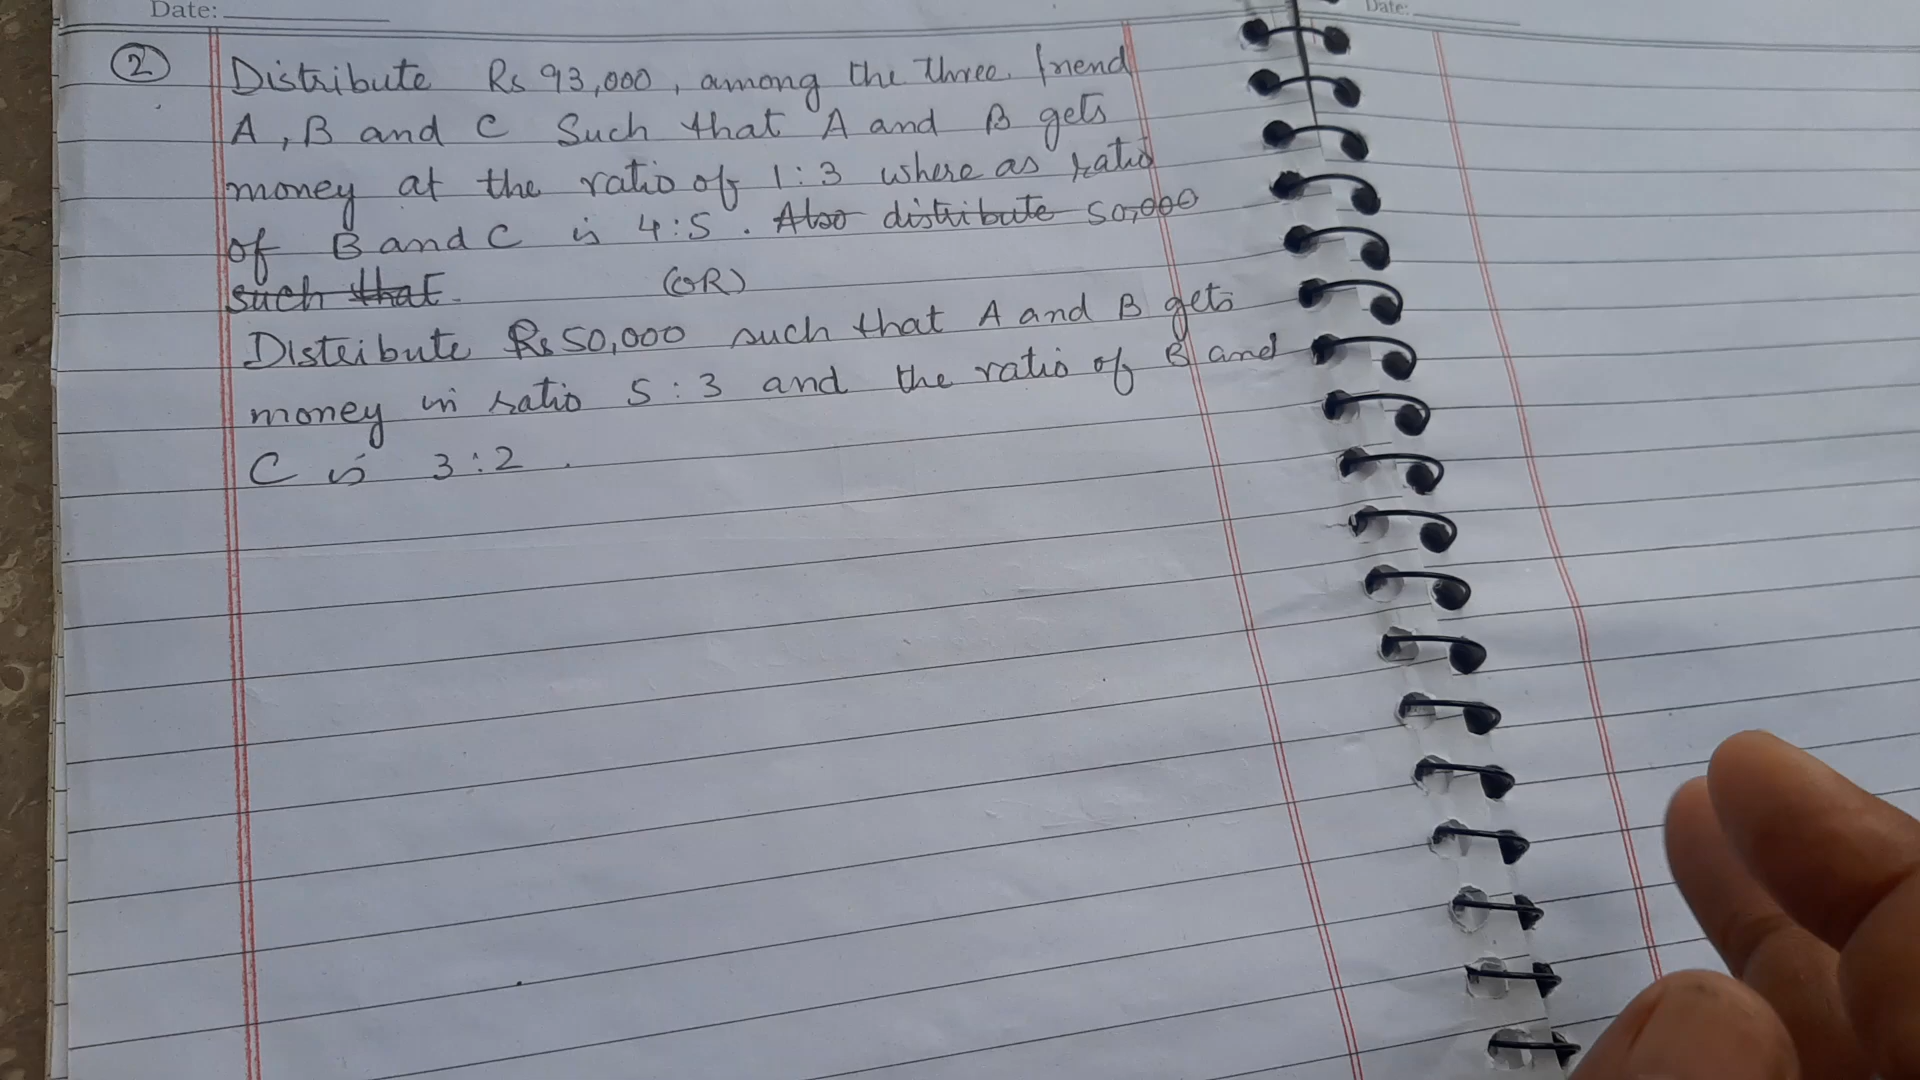 Date:
Date:
2 Distribute Rs 93,000, among the three friend
A, B and C Such that A and B gets
money at the ratio of 1:3 where as ratio
of B and C is 4:5. Also distribute 50,000
such that.
(OR)
Distribute Rs 50,000 such that A and B gets
money in ratio 5:3 and the ratio of B and
C is 3:2.